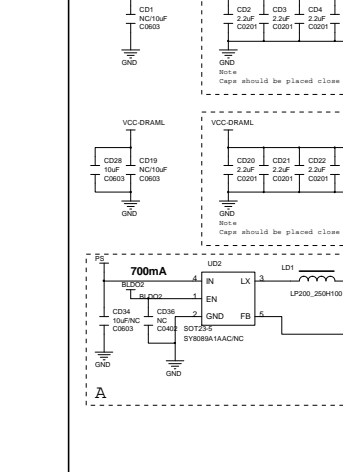 CD1
NC/10uF
C0603
GND
CD2
2.2uF
C0201
CD3
2.2uF
C0201
CD4
2.2uF
C0201
GND
Note
Caps should be placed close
VCC-DRAML
CD28
10uF
C0603
CD19
NC/10uF
C0603
GND
VCC-DRAML
CD20
2.2uF
C0201
CD21
2.2uF
C0201
CD22
2.2uF
C0201
GND
Note
Caps should be placed close
PS
700mA
BLDO2
BLDO2
CD34
10uF/NC
C0603
GND
CD36
NC
C0402
GND
UD2
4 IN LX 3
1 EN
2 GND FB 5
SOT23-5
SY8089A1AAC/NC
LD1
LP200_250H100
A